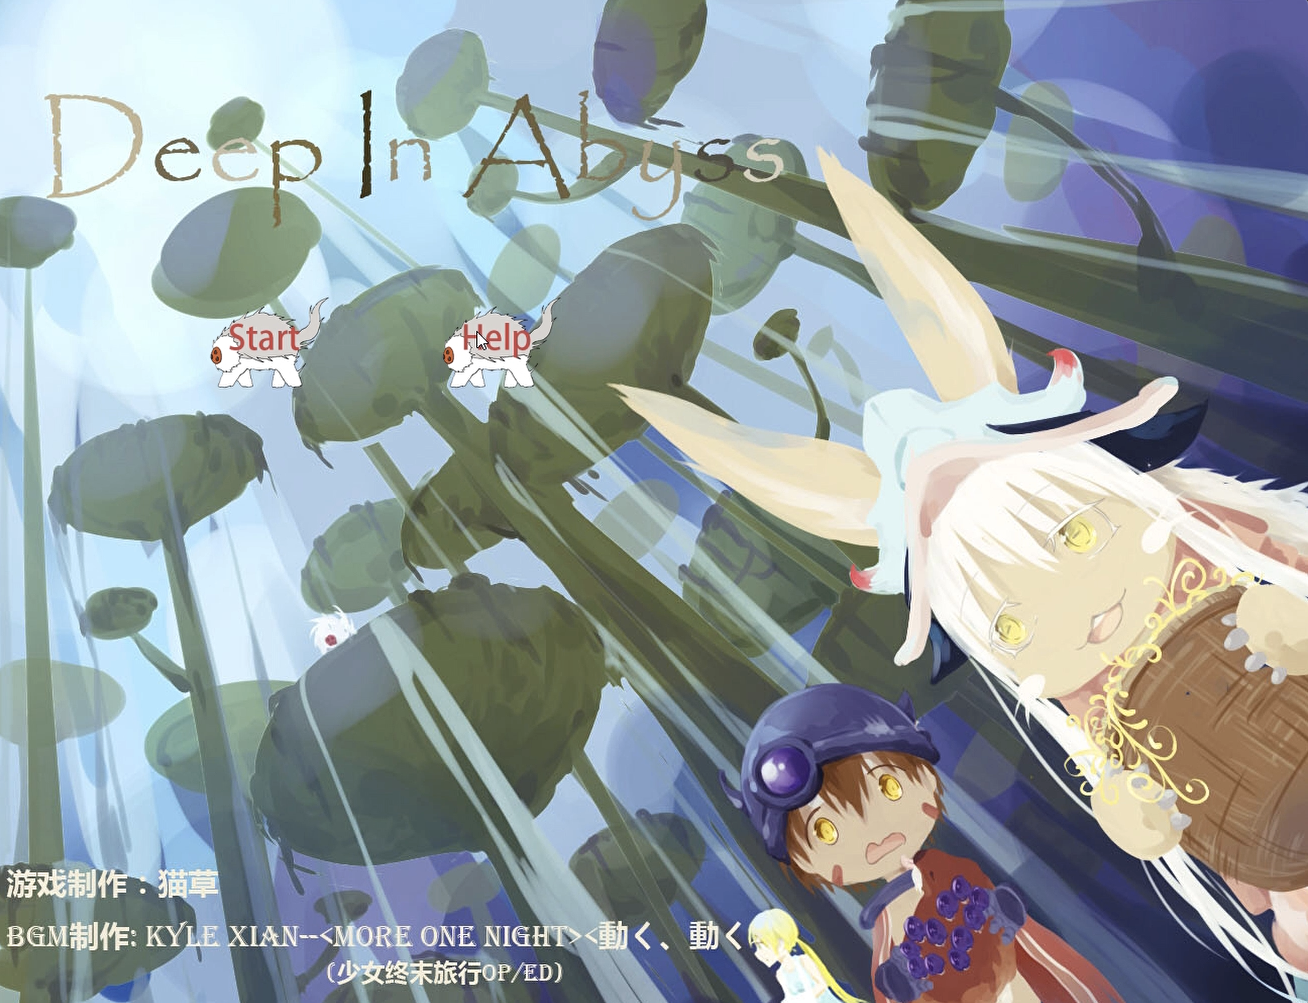 Deep In Abyss
Start
Help
游戏制作：猫草
BGM制作: KYLE XIAN--<MORE ONE NIGHT><動く、動く
(少女终末旅行OP/ED)